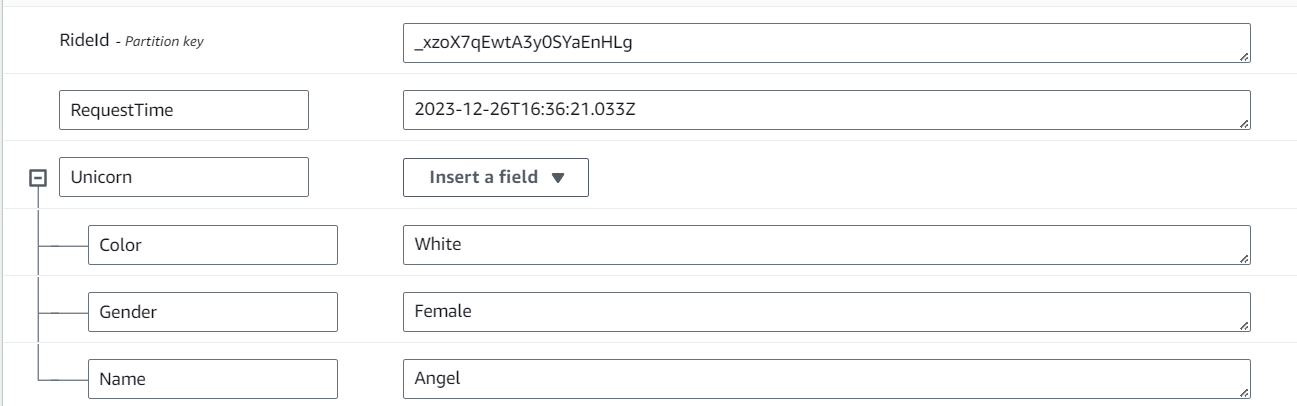 RideId - Partition key
_xzoX7qEwtA3y0SYaEnHLg
RequestTime
2023-12-26T16:36:21.033Z
Unicorn
Insert a field
Color
White
Gender
Female
Name
Angel